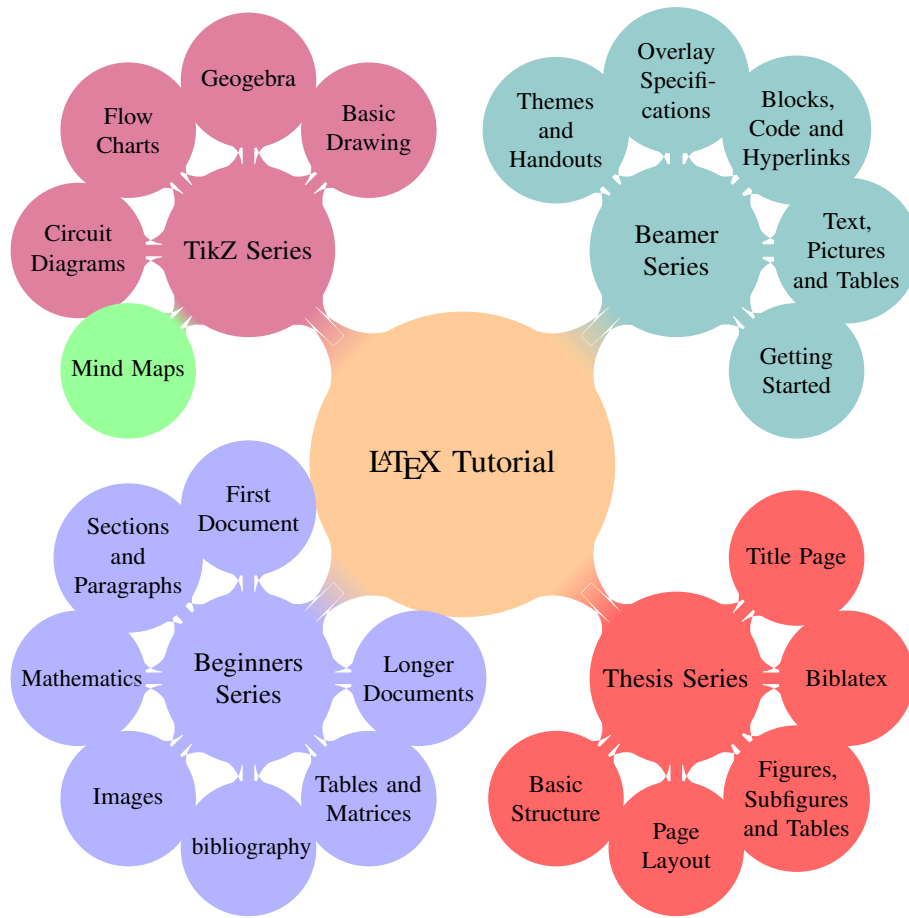 Geogebra
Flow
Charts
Basic
Drawing
Circuit
Diagrams
TikZ Series
Mind Maps
Overlay
Specifi-
cations
Themes
and
Handouts
Blocks,
Code and
Hyperlinks
Beamer
Series
Text,
Pictures
and Tables
Getting
Started
LATEX Tutorial
First
Document
Sections
and
Paragraphs
Mathematics
Beginners
Series
Longer
Documents
Images
Tables and
Matrices
bibliography
Title Page
Thesis Series
Biblatex
Basic
Structure
Page
Layout
Figures,
Subfigures
and Tables